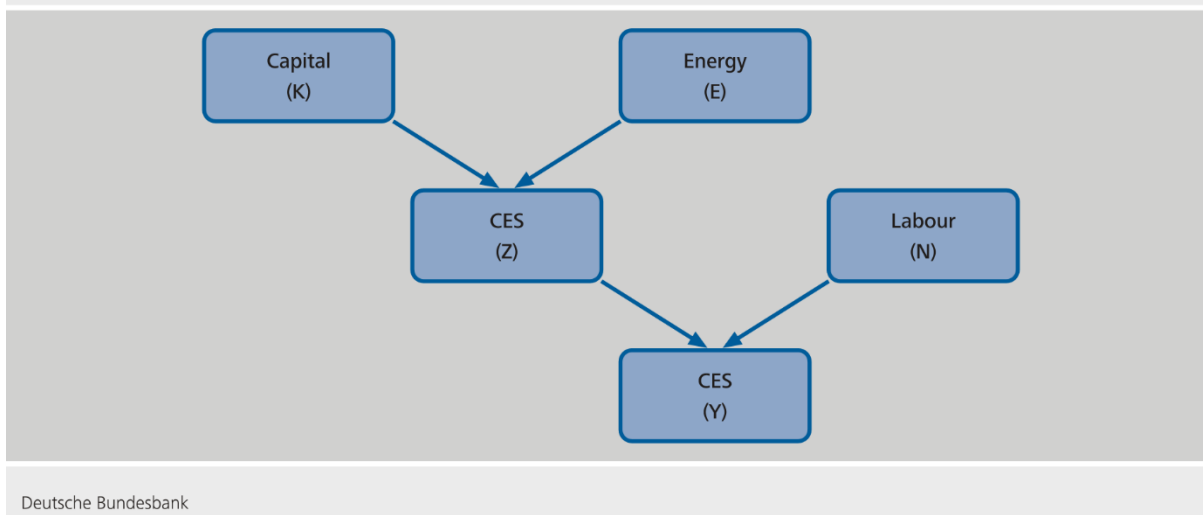 Capital
(K)
Energy
(E)
CES
(Z)
Labour
(N)
CES
(Y)
Deutsche Bundesbank